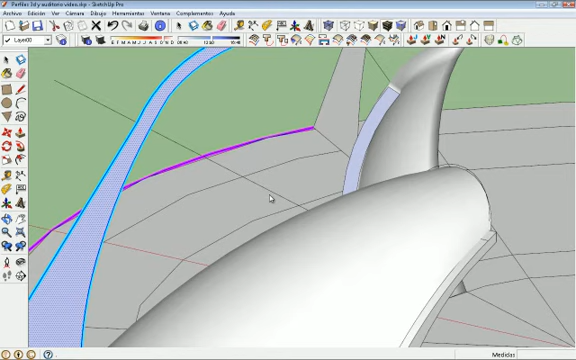 Perfiles 3d y auditorio video.skp - SketchUp Pro
Archivo Edición Ver Cámara Dibujo Herramientas Ventana Complementos Ayuda
Layer0
E F M A M J J A S O N D
Medidas